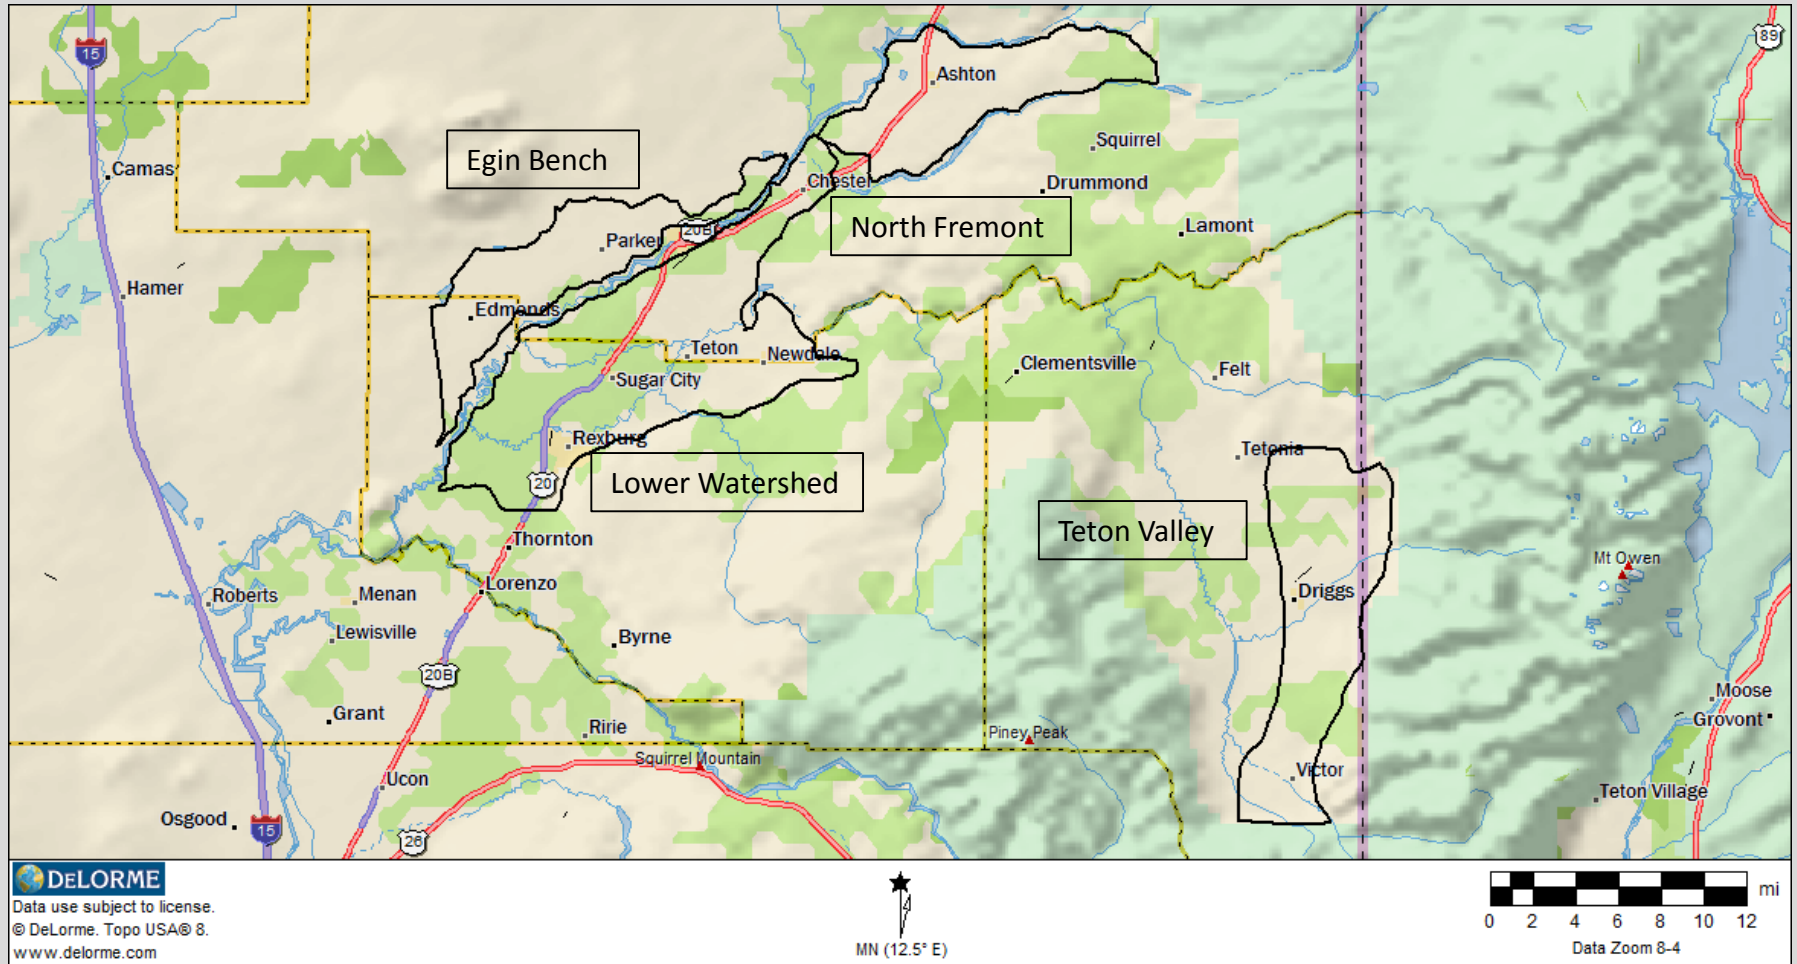 15
89
Ashton
Squirrel
Egin Bench
Camas
Chester
Drummond
North Fremont
Lamont
20B
Parker
Hamer
Edmonds
Teton
Newdale
Clementsville
Felt
Sugar City
Rexburg
Tetonia
20
Lower Watershed
Teton Valley
Thornton
Mt Owen
Lorenzo
Roberts
Menan
Driggs
Lewisville
Byrne
20B
Moose
Grovont
Grant
Ririe
Piney Peak
Squirrel Mountain
Victor
Ucon
Teton Village
Osgood
15
26
DELORME
Data use subject to license.
© DeLorme. Topo USA® 8.
www.delorme.com
MN (12.5° E)
mi
0 2 4 6 8 10 12
Data Zoom 8-4